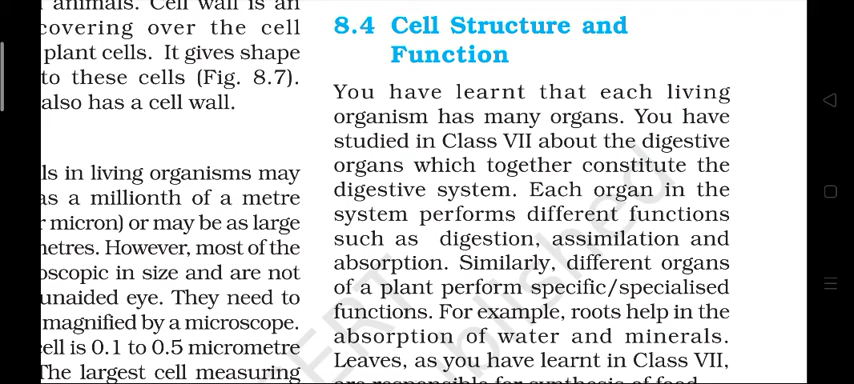 animals. Cell wall is an
covering over the cell
plant cells. It gives shape
to these cells (Fig. 8.7).
also has a cell wall.
ls in living organisms may
as a millionth of a metre
micron) or may be as large
metres. However, most of the
oscopic in size and are not
unaided eye. They need to
magnified by a microscope.
cell is 0.1 to 0.5 micrometre
The largest cell measuring
8.4 Cell Structure and
Function
You have learnt that each living
organism has many organs. You have
studied in Class VII about the digestive
organs which together constitute the
digestive system. Each organ in the
system performs different functions
such as digestion, assimilation and
absorption. Similarly, different organs
of a plant perform specific/specialised
functions. For example, roots help in the
absorption of water and minerals.
Leaves, as you have learnt in Class VII,
are responsible for synthesis of food.